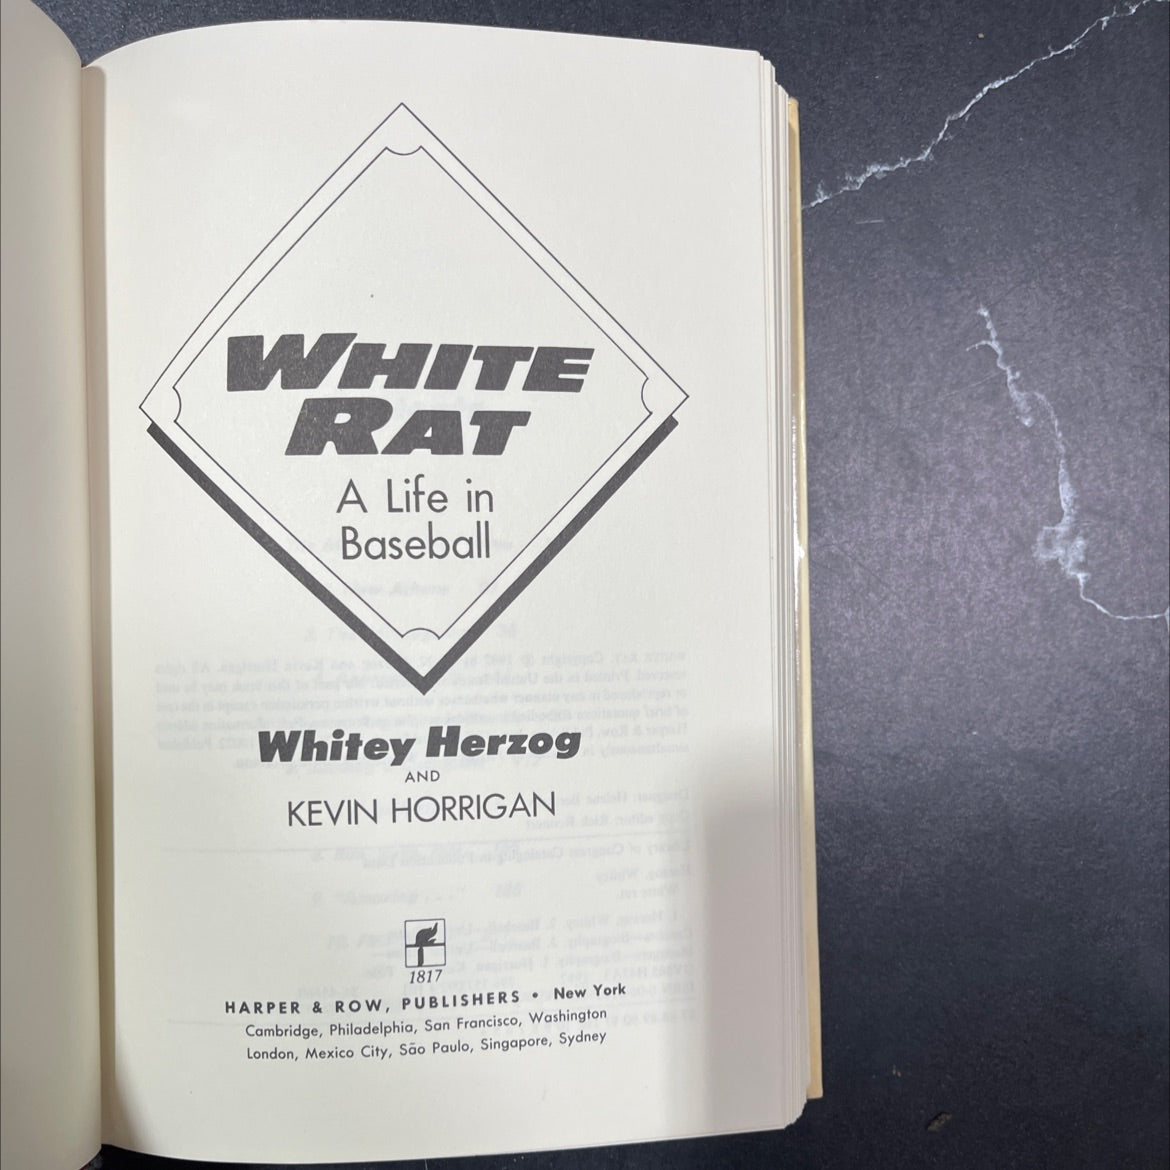 WHITE
RAT
A Life in
Baseball
Whitey Herzog
AND
KEVIN HORRIGAN
1817
HARPER & ROW, PUBLISHERS • New York
Cambridge, Philadelphia, San Francisco, Washington
London, Mexico City, São Paulo, Singapore, Sydney